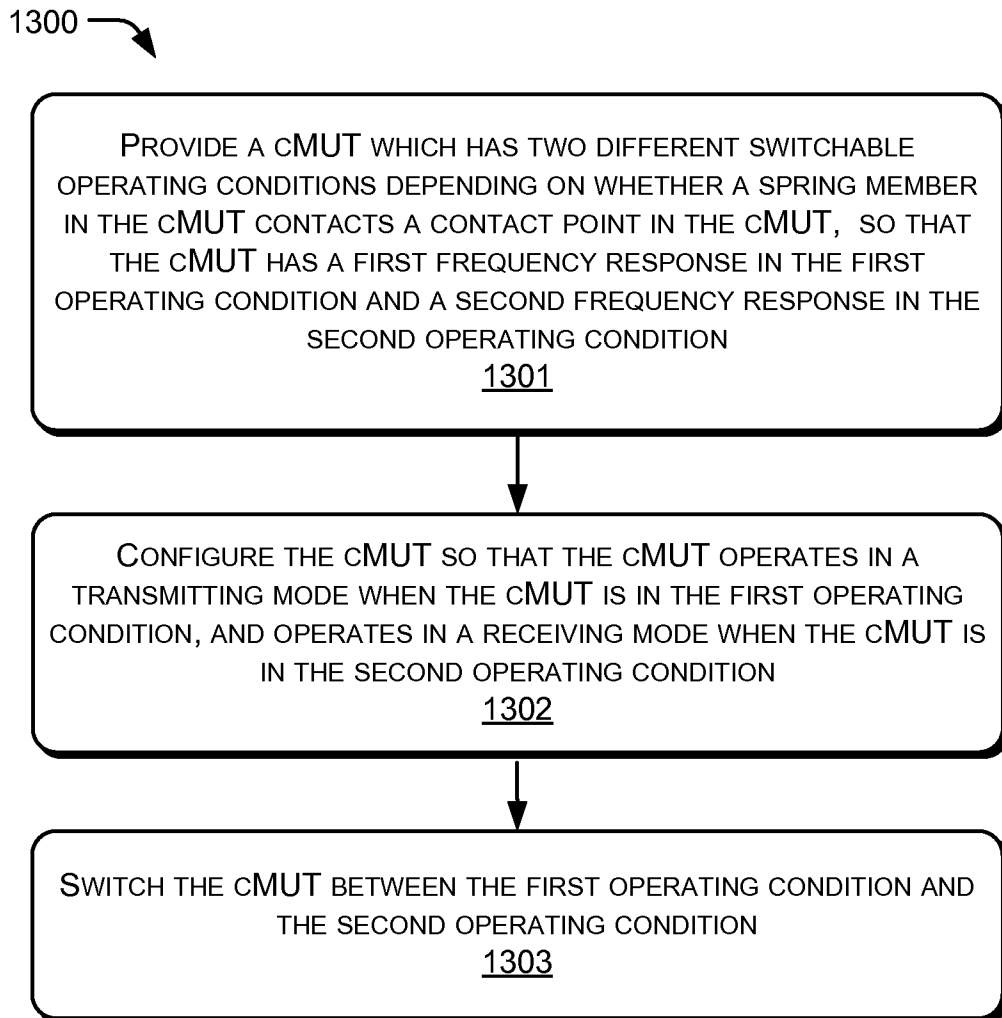 1300
PROVIDE A CMUT WHICH HAS TWO DIFFERENT SWITCHABLE
OPERATING CONDITIONS DEPENDING ON WHETHER A SPRING MEMBER
IN THE CMUT CONTACTS A CONTACT POINT IN THE CMUT, SO THAT
THE CMUT HAS A FIRST FREQUENCY RESPONSE IN THE FIRST
OPERATING CONDITION AND A SECOND FREQUENCY RESPONSE IN THE
SECOND OPERATING CONDITION
1301
CONFIGURE THE CMUT SO THAT THE CMUT OPERATES IN A
TRANSMITTING MODE WHEN THE CMUT IS IN THE FIRST OPERATING
CONDITION, AND OPERATES IN A RECEIVING MODE WHEN THE CMUT IS
IN THE SECOND OPERATING CONDITION
1302
SWITCH THE CMUT BETWEEN THE FIRST OPERATING CONDITION AND
THE SECOND OPERATING CONDITION
1303